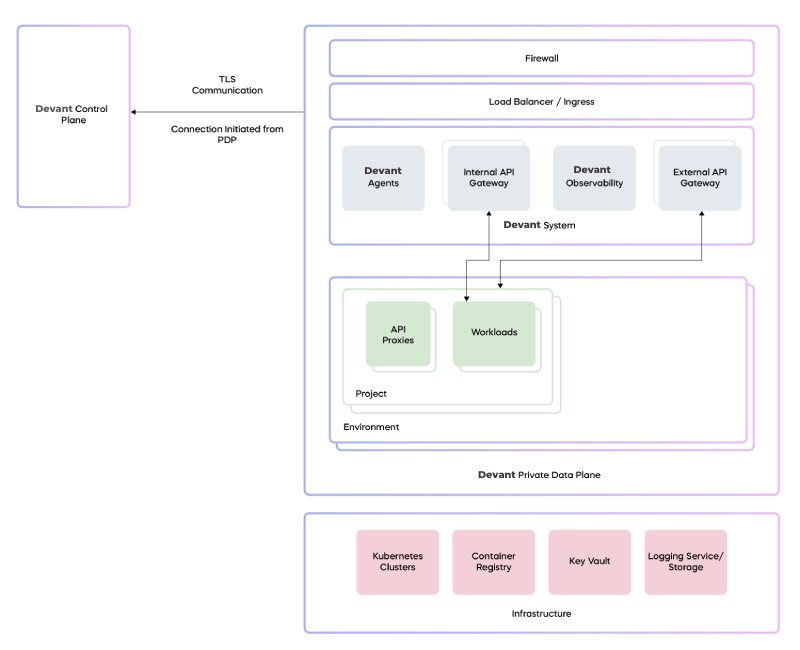 Devant Control
Plane
TLS
Communication
Connection Initiated from
PDP
Firewall
Load Balancer / Ingress
Devant
Agents
Internal API
Gateway
Devant
Observability
External API
Gateway
Devant System
API
Proxies
Workloads
Project
Environment
Devant Private Data Plane
Kubernetes
Clusters
Container
Registry
Key Vault
Logging Service/
Storage
Infrastructure